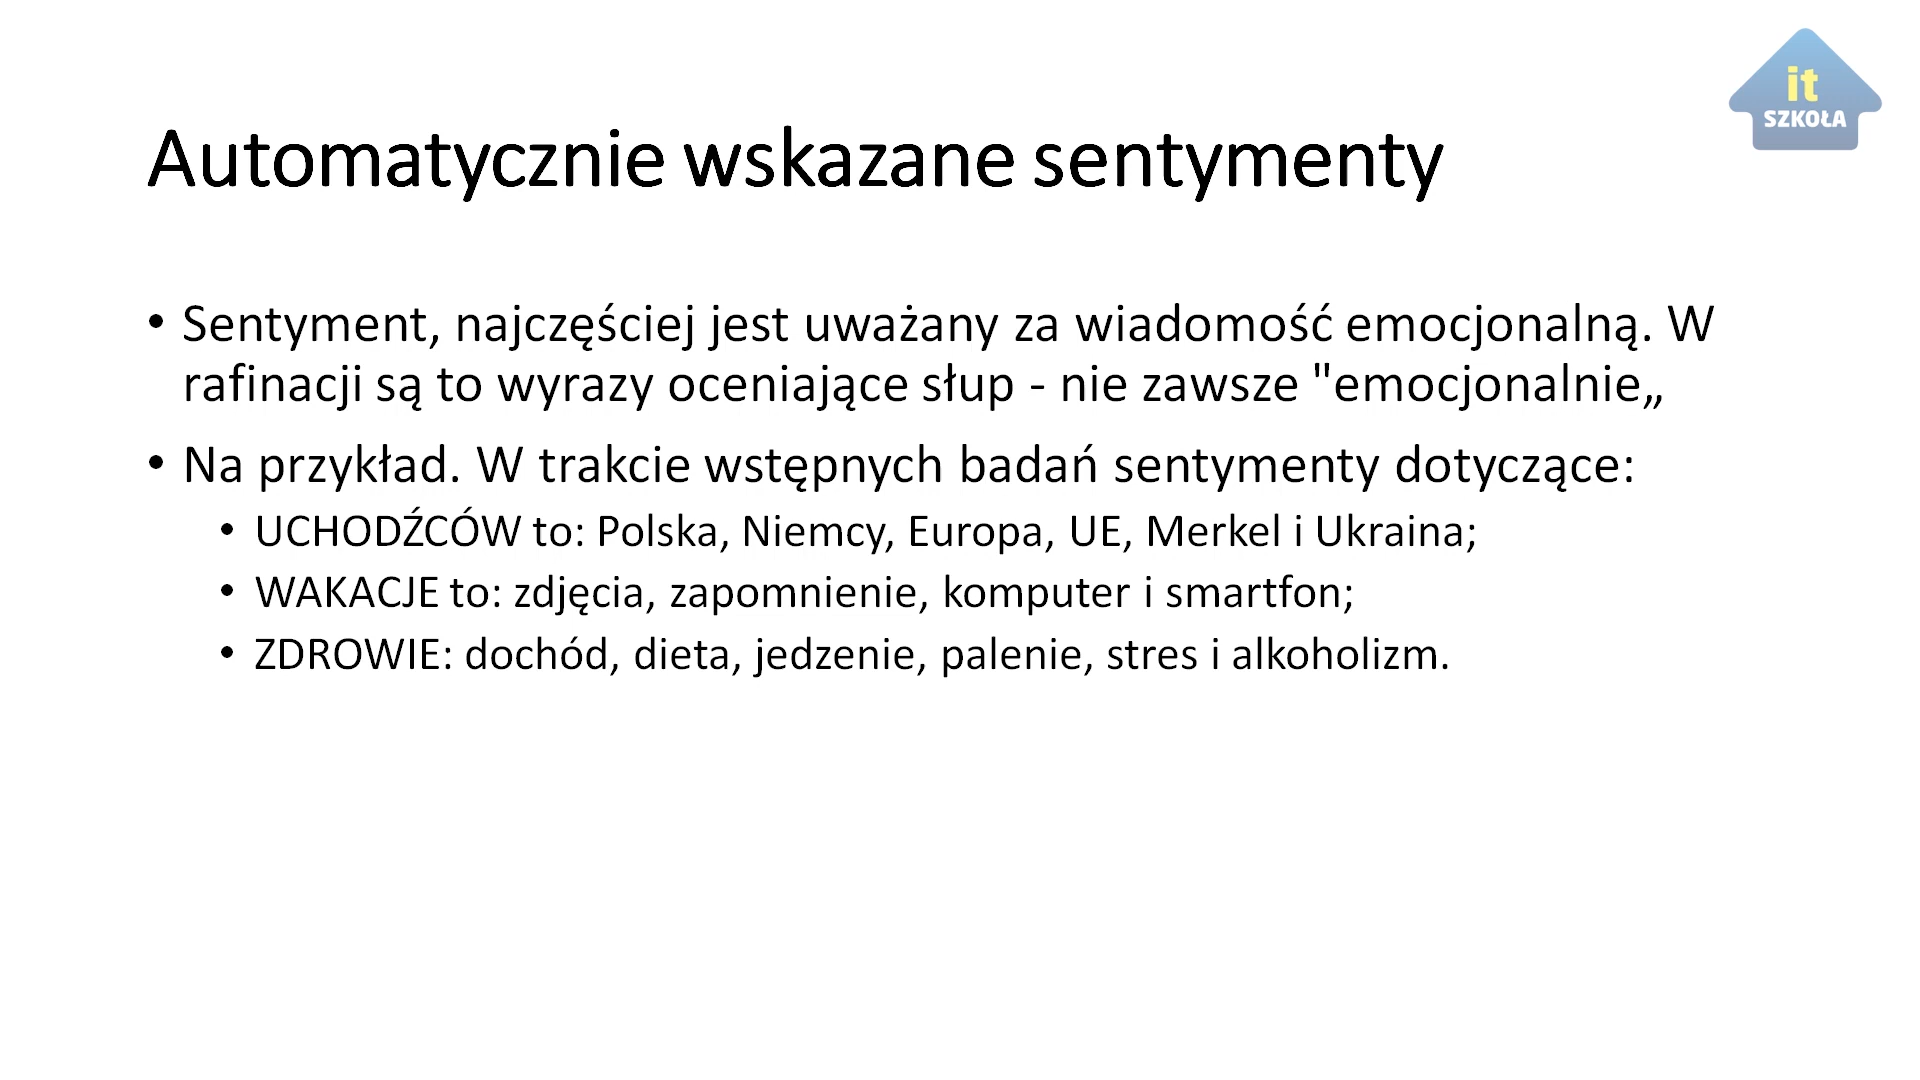 it
SZKOŁA
Automatycznie wskazane sentymenty
• Sentyment, najczęściej jest uważany za wiadomość emocjonalną. W
rafinacji są to wyrazy oceniające słup - nie zawsze "emocjonalnie„
• Na przykład. W trakcie wstępnych badań sentymenty dotyczące:
• UCHODŹCÓW to: Polska, Niemcy, Europa, UE, Merkel i Ukraina;
• WAKACJE to: zdjęcia, zapomnienie, komputer i smartfon;
• ZDROWIE: dochód, dieta, jedzenie, palenie, stres i alkoholizm.